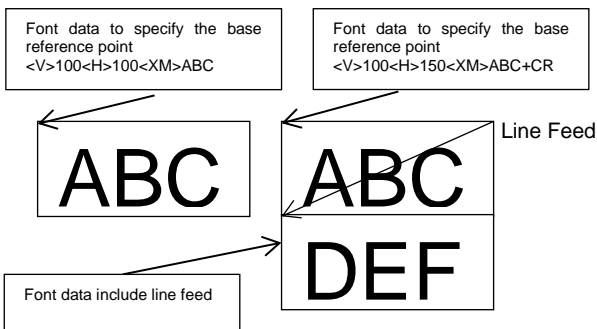 Font data to specify the base
reference point
<V>100<H>100<XM>ABC
Font data to specify the base
reference point
<V>100<H>150<XM>ABC+CR
Line Feed
ABC
ABC
DEF
Font data include line feed